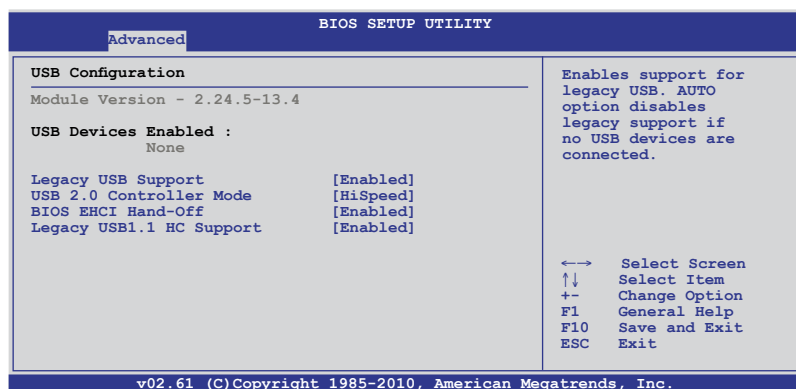 BIOS SETUP UTILITY
Advanced
USB Configuration
Module Version - 2.24.5-13.4
USB Devices Enabled :
None
Legacy USB Support [Enabled]
USB 2.0 Controller Mode [HiSpeed]
BIOS EHCI Hand-Off [Enabled]
Legacy USB1.1 HC Support [Enabled]
Enables support for
legacy USB. AUTO
option disables
legacy support if
no USB devices are
connected.
←→ Select Screen
↑↓ Select Item
+- Change Option
F1 General Help
F10 Save and Exit
ESC Exit
v02.61 (C)Copyright 1985-2010, American Megatrends, Inc.